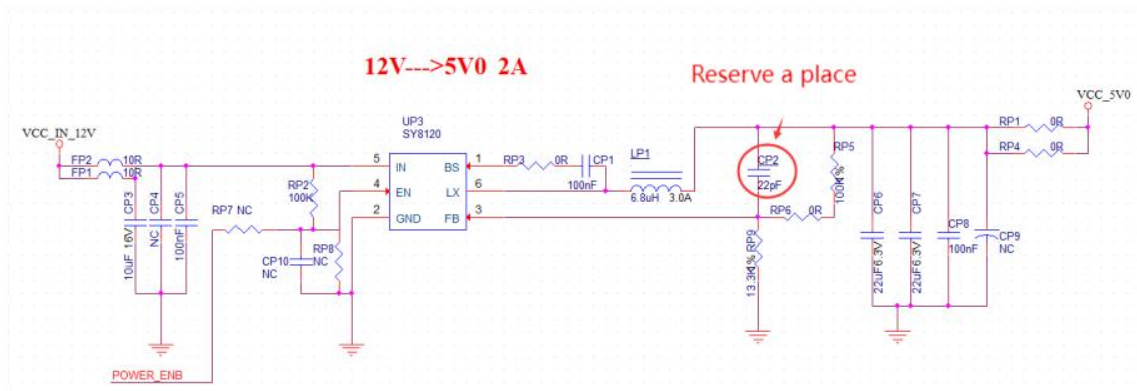 12V--->5V0 2A
Reserve a place
VCC_IN_12V
VCC_5V0
UP3
SY8120
FP2 10R
FP1 10R
5 IN
4 EN
2 GND
BS 1
LX 6
FB 3
RP3 0R
CP1
100nF
LP1
6.8uH 3.0A
CP2
22pF
RP5
100K1%
RP6 0R
RP1 0R
RP4 0R
RP2
100K
RP7 NC
CP3
10uF 16V
CP4
NC
CP5
100nF
CP10
NC
RP8
NC
RP9
13.3K1%
CP6
22uF6.3V
CP7
22uF6.3V
CP8
100nF
CP9
NC
POWER_ENB